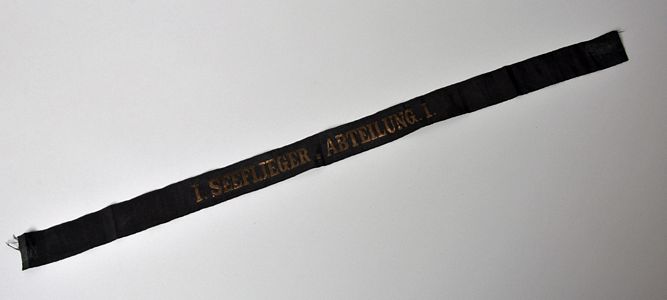 I. SEEFLIEGER . ABTEILUNG. I.